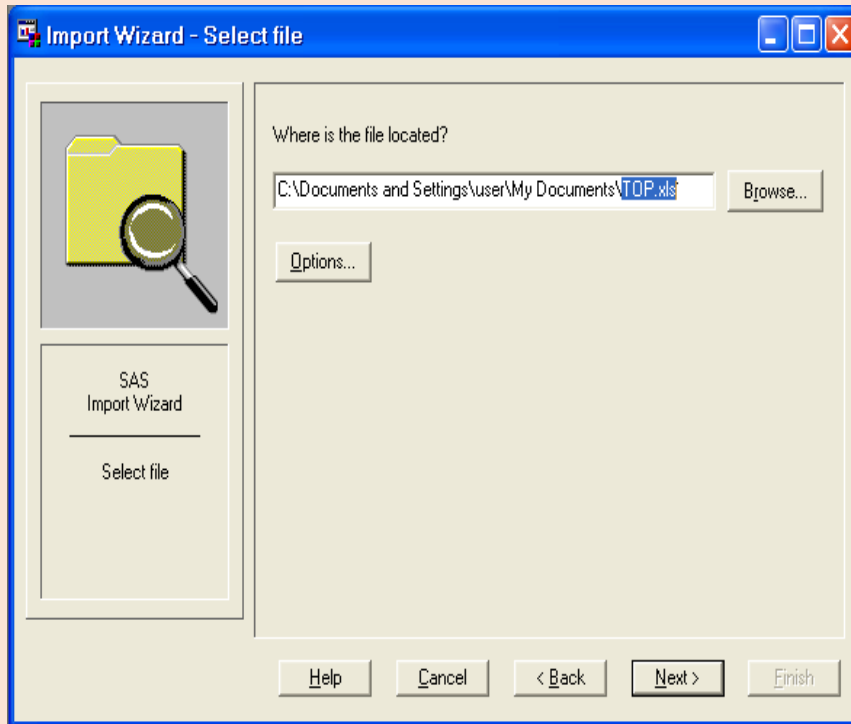 Import Wizard - Select file
Where is the file located?
C:\Documents and Settings\user\My Documents\TOP.xls
Browse...
Options...
SAS
Import Wizard
Select file
Help
Cancel
< Back
Next >
Finish